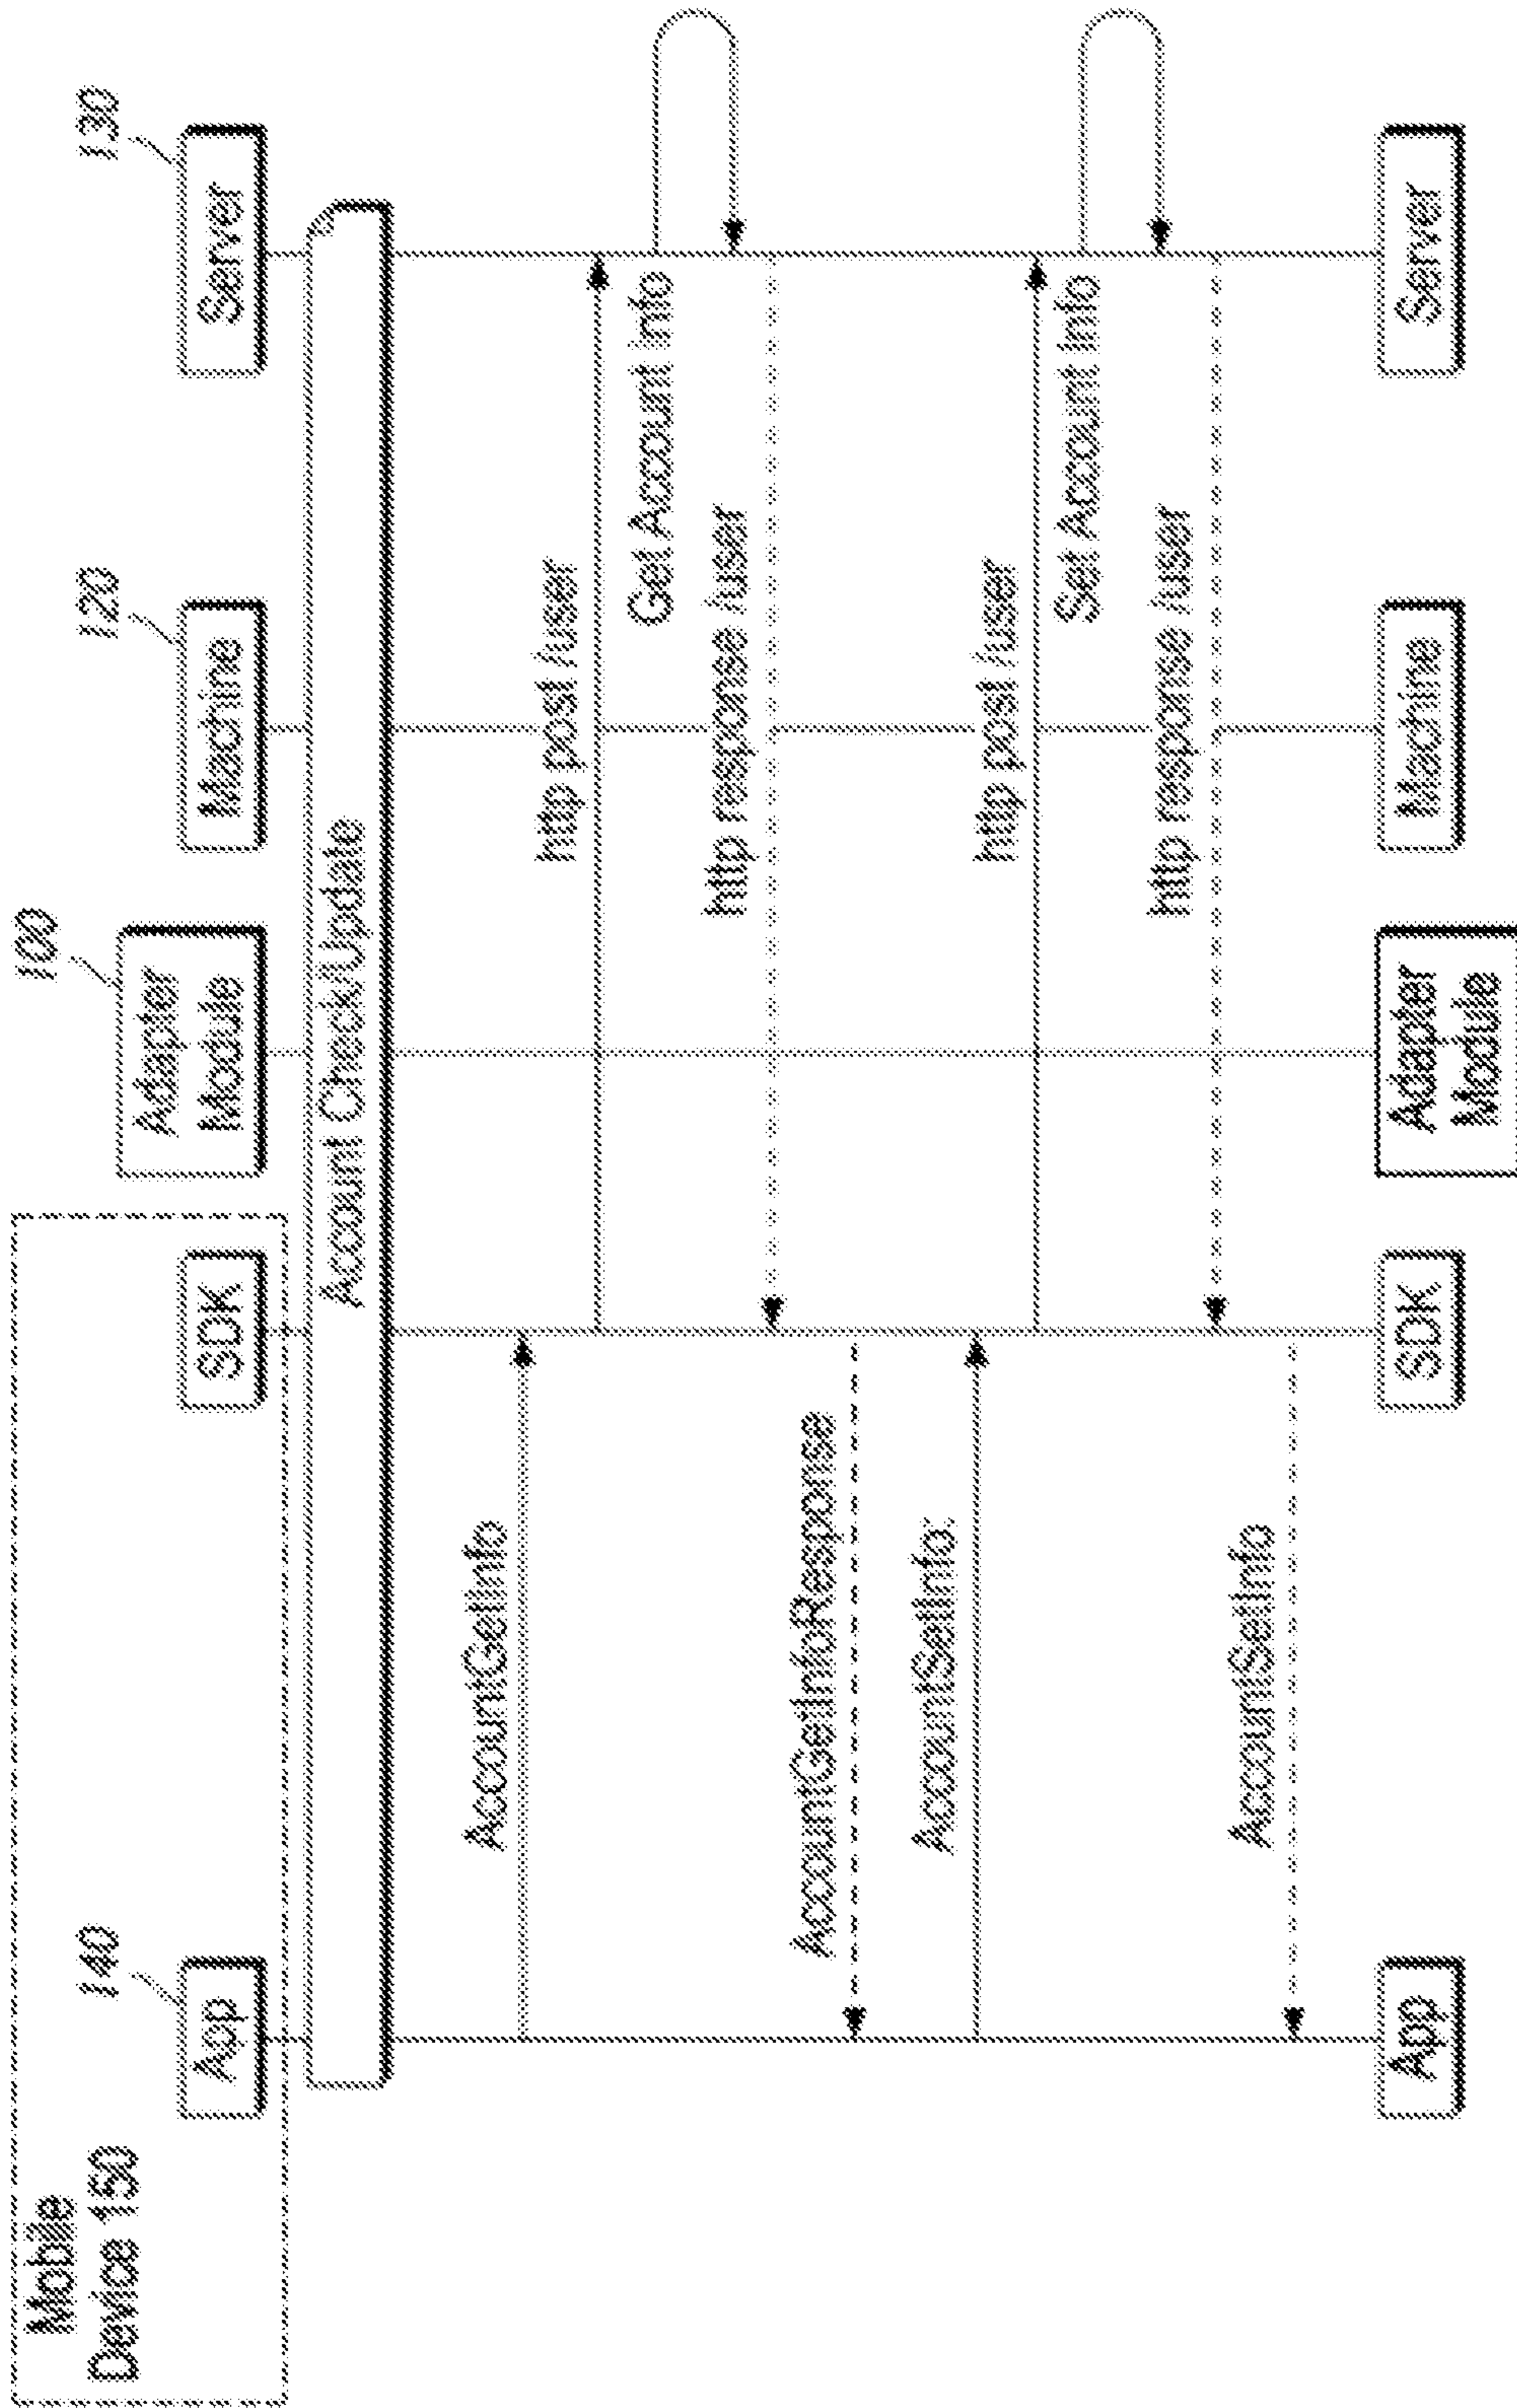 Mobile
Device 150
140
100
120
130
App
SDK
Adapter
Module
Machine
Server
Account Check/Update
AccountGetInfo
http post /user
Get Account Info
http response /user
AccountGetInfoResponse
AccountSetInfo:
http post /user
Set Account Info
http response /user
AccountSetInfo
App
SDK
Adapter
Module
Machine
Server